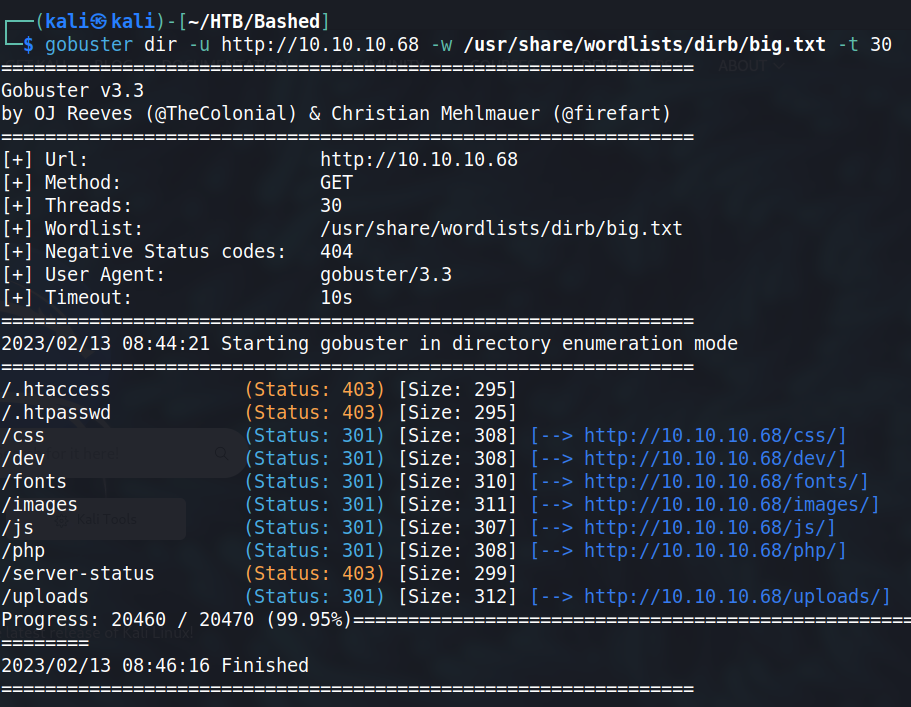 ┌──(kali㉿kali)-[~/HTB/Bashed]
└─$ gobuster dir -u http://10.10.10.68 -w /usr/share/wordlists/dirb/big.txt -t 30
===============================================================
ABOUT
Gobuster v3.3
by OJ Reeves (@TheColonial) & Christian Mehlmauer (@firefart)
===============================================================
[+] Url:                     http://10.10.10.68
[+] Method:                  GET
[+] Threads:                 30
[+] Wordlist:                /usr/share/wordlists/dirb/big.txt
[+] Negative Status codes:   404
[+] User Agent:              gobuster/3.3
[+] Timeout:                 10s
===============================================================
2023/02/13 08:44:21 Starting gobuster in directory enumeration mode
===============================================================
/.htaccess            (Status: 403) [Size: 295]
/.htpasswd            (Status: 403) [Size: 295]
/css                  (Status: 301) [Size: 308] [--> http://10.10.10.68/css/]
/dev                  (Status: 301) [Size: 308] [--> http://10.10.10.68/dev/]
/fonts                (Status: 301) [Size: 310] [--> http://10.10.10.68/fonts/]
/images               (Status: 301) [Size: 311] [--> http://10.10.10.68/images/]
/js                   (Status: 301) [Size: 307] [--> http://10.10.10.68/js/]
Kali Tools
/php                  (Status: 301) [Size: 308] [--> http://10.10.10.68/php/]
/server-status        (Status: 403) [Size: 299]
/uploads              (Status: 301) [Size: 312] [--> http://10.10.10.68/uploads/]
Progress: 20460 / 20470 (99.95%)===================================================
of Kali Linux!
========
2023/02/13 08:46:16 Finished
===============================================================